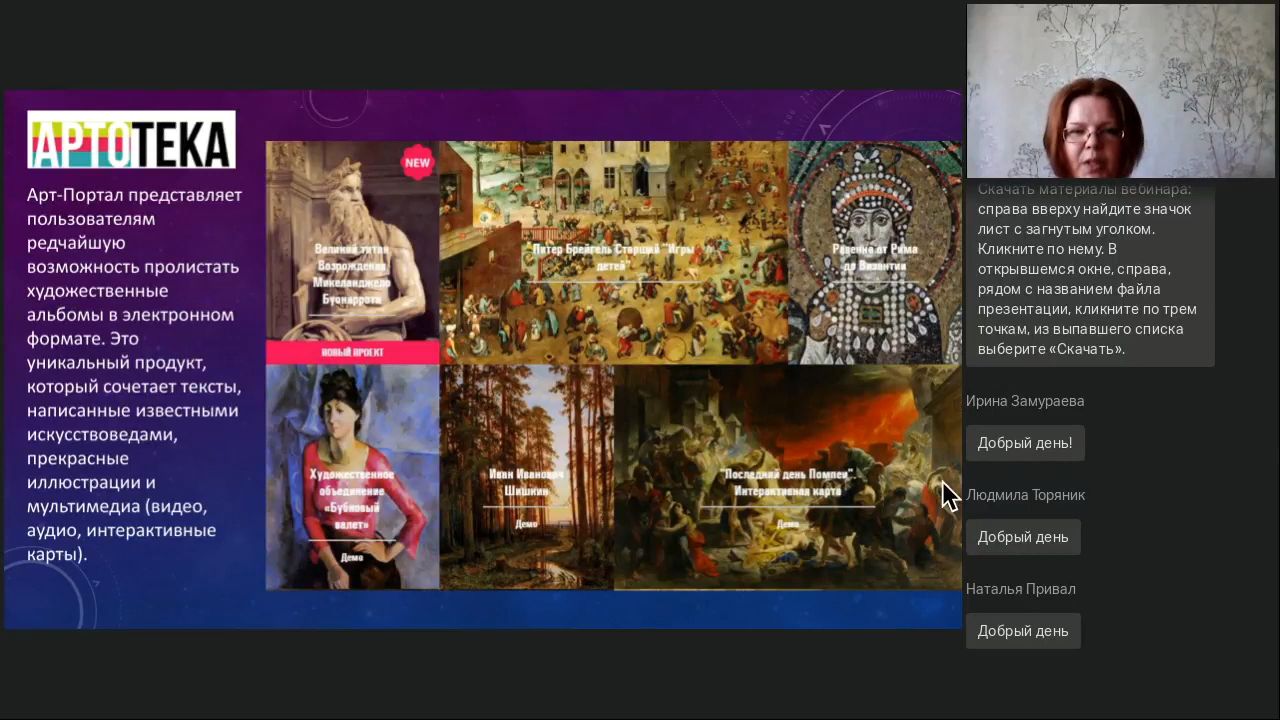 АРТОТЕКА
Арт-Портал представляет
пользователям
редчайшую
возможность пролистать
художественные
альбомы в электронном
формате. Это
уникальный продукт,
который сочетает тексты,
написанные известными
искусствоведами,
прекрасные
иллюстрации и
мультимедиа (видео,
аудио, интерактивные
карты).
NEW
Великий титан
Возрождения
Микеланджело
Буонарроти
НОВЫЙ ПРОЕКТ
Питер Брейгель Старший "Игры
детей"
Равенна от Рима
до Византии
Художественное
объединение
«Бубновый
валет»
Демо
Иван Иванович
Шишкин
Демо
"Последний день Помпеи".
Интерактивная карта
Демо
Скачать материалы вебинара:
справа вверху найдите значок
лист с загнутым уголком.
Кликните по нему. В
открывшемся окне, справа,
рядом с названием файла
презентации, кликните по трем
точкам, из выпавшего списка
выберите «Скачать».
Ирина Замураева
Добрый день!
Людмила Торяник
Добрый день
Наталья Привал
Добрый день